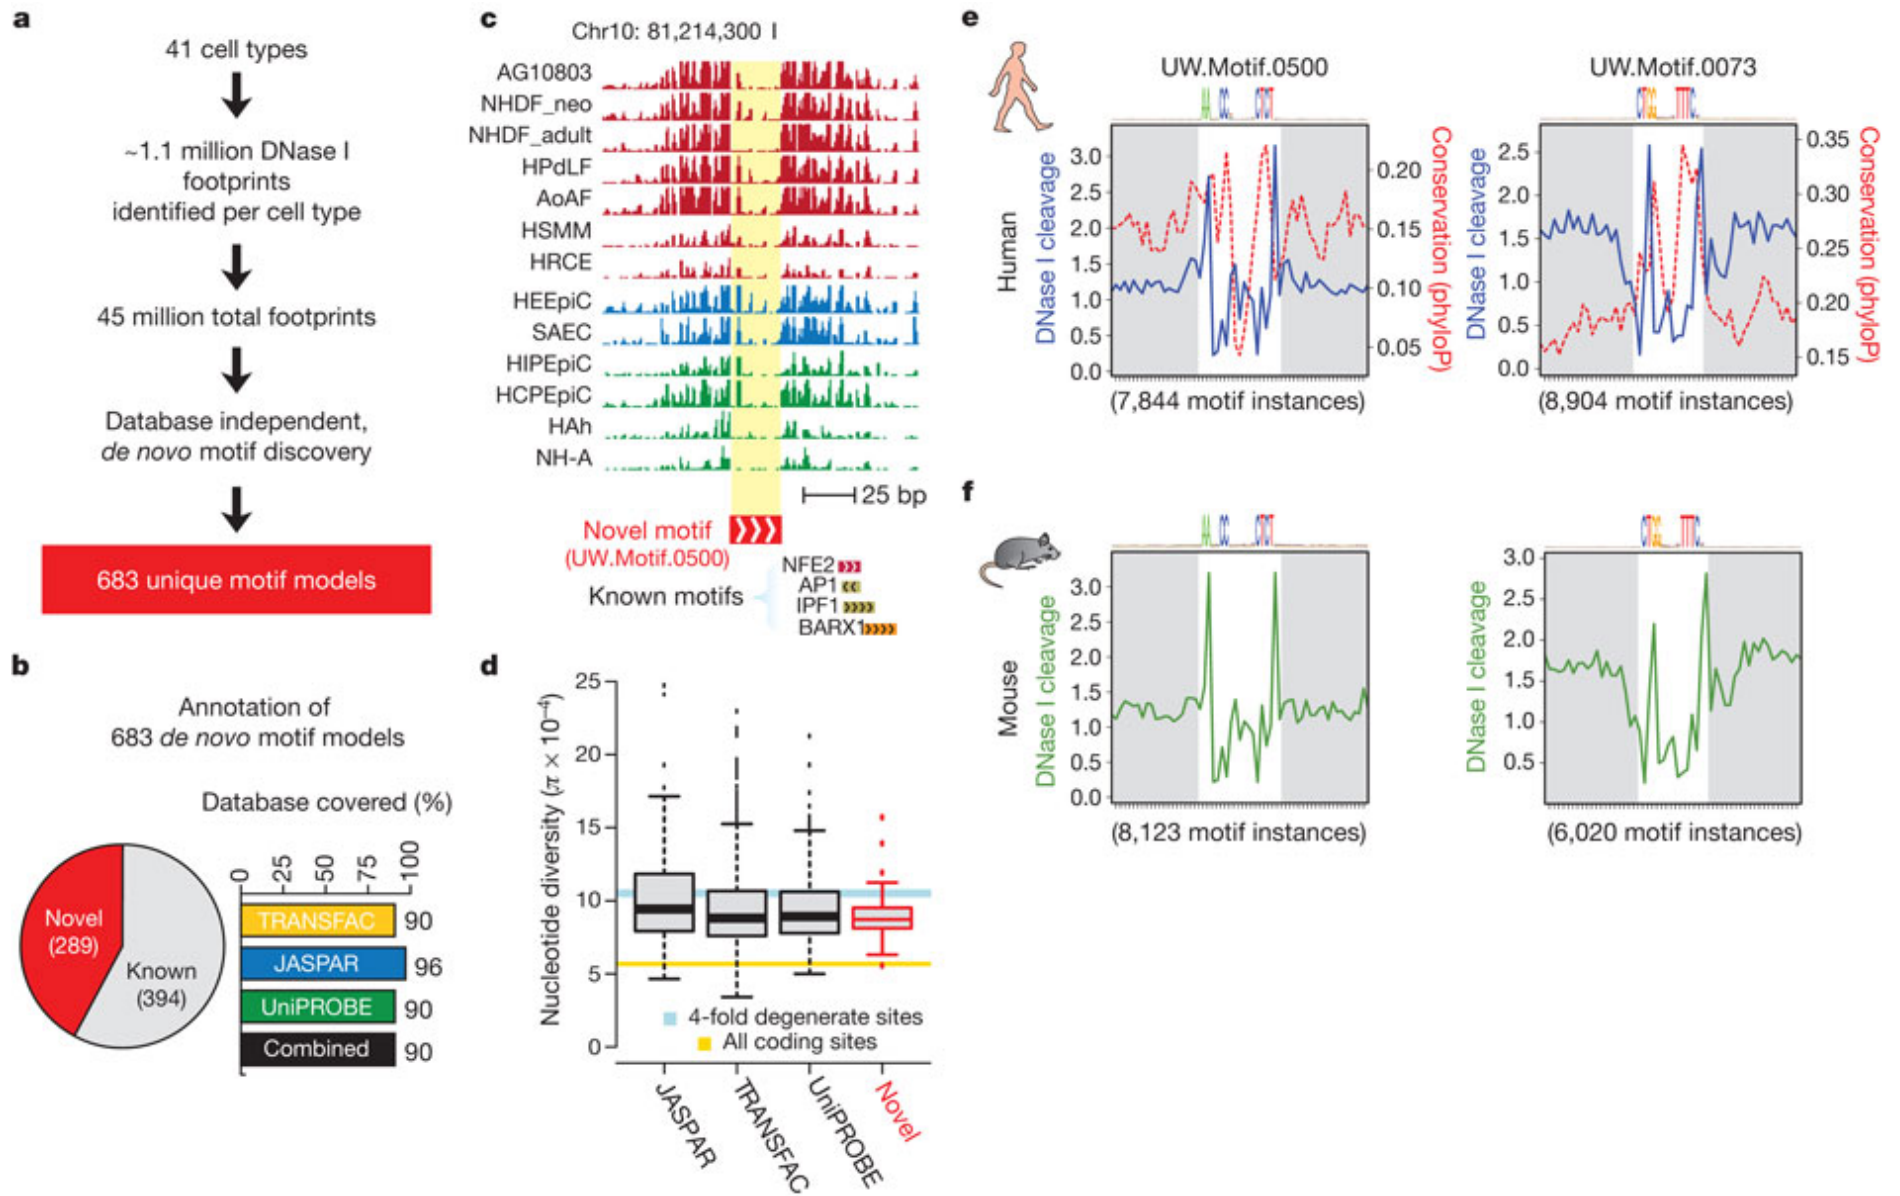 a
41 cell types
~1.1 million DNase I
footprints
identified per cell type
45 million total footprints
Database independent,
de novo motif discovery
683 unique motif models
b
Annotation of
683 de novo motif models
Database covered (%)
0 25 50 75 100
Novel
(289)
Known
(394)
TRANSFAC 90
JASPAR 96
UniPROBE 90
Combined 90
c
Chr10: 81,214,300
AG10803
NHDF_neo
NHDF_adult
HPdLF
AoAF
HSMM
HRCE
HEEpiC
SAEC
HIPEpiC
HCPEpiC
HAh
NH-A
25 bp
Novel motif
(UW.Motif.0500)
Known motifs
NFE2
AP1
IPF1
BARX1
d
Nucleotide diversity (π × 10⁻⁴)
25
20
15
10
5
0
4-fold degenerate sites
All coding sites
JASPAR
TRANSFAC
UniPROBE
Novel
e
Human
UW.Motif.0500
AA CC CTCT
DNase I cleavage
3.0
2.5
2.0
1.5
1.0
0.5
0.0
0.20
0.15
0.10
0.05
Conservation (phyloP)
(7,844 motif instances)
UW.Motif.0073
DNase I cleavage
2.5
2.0
1.5
1.0
0.5
0.0
0.35
0.30
0.25
0.20
0.15
Conservation (phyloP)
(8,904 motif instances)
f
Mouse
AA CC CTCT
DNase I cleavage
3.0
2.5
2.0
1.5
1.0
0.5
0.0
(8,123 motif instances)
DNase I cleavage
3.0
2.5
2.0
1.5
1.0
0.5
(6,020 motif instances)